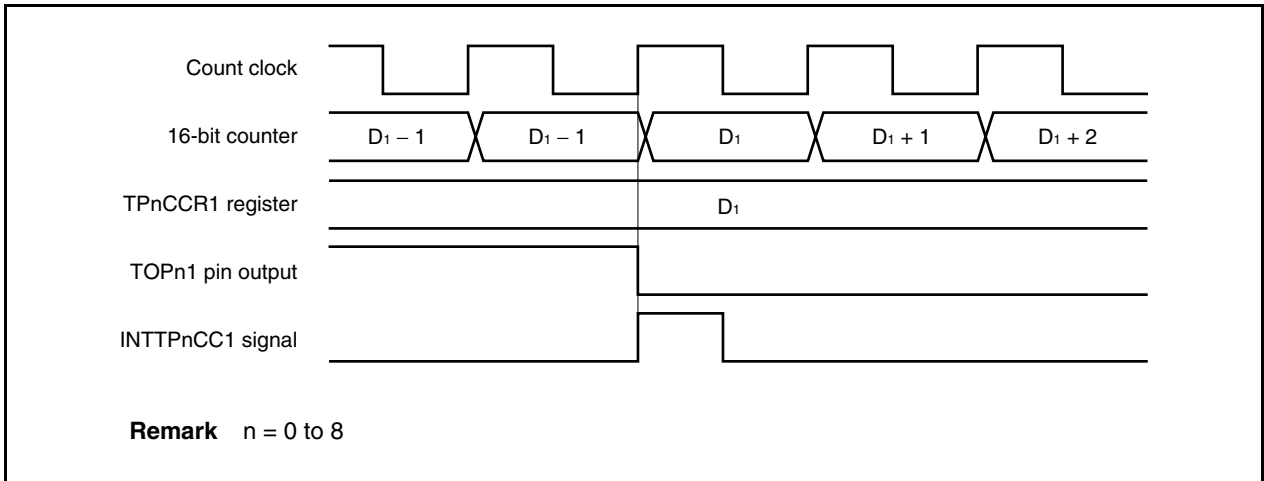 Count clock
16-bit counter D₁ − 1 D₁ − 1 D₁ D₁ + 1 D₁ + 2
TPnCCR1 register D₁
TOPn1 pin output
INTTPnCC1 signal
Remark n = 0 to 8